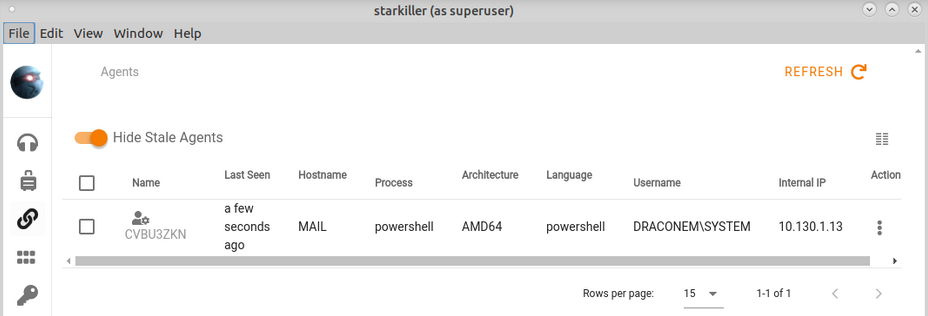 starkiller (as superuser)
File Edit View Window Help
Agents
REFRESH
Hide Stale Agents
Name Last Seen Hostname Process Architecture Language Username Internal IP Action
CVBU3ZKN a few seconds ago MAIL powershell AMD64 powershell DRACONEM\SYSTEM 10.130.1.13
Rows per page: 15 1-1 of 1